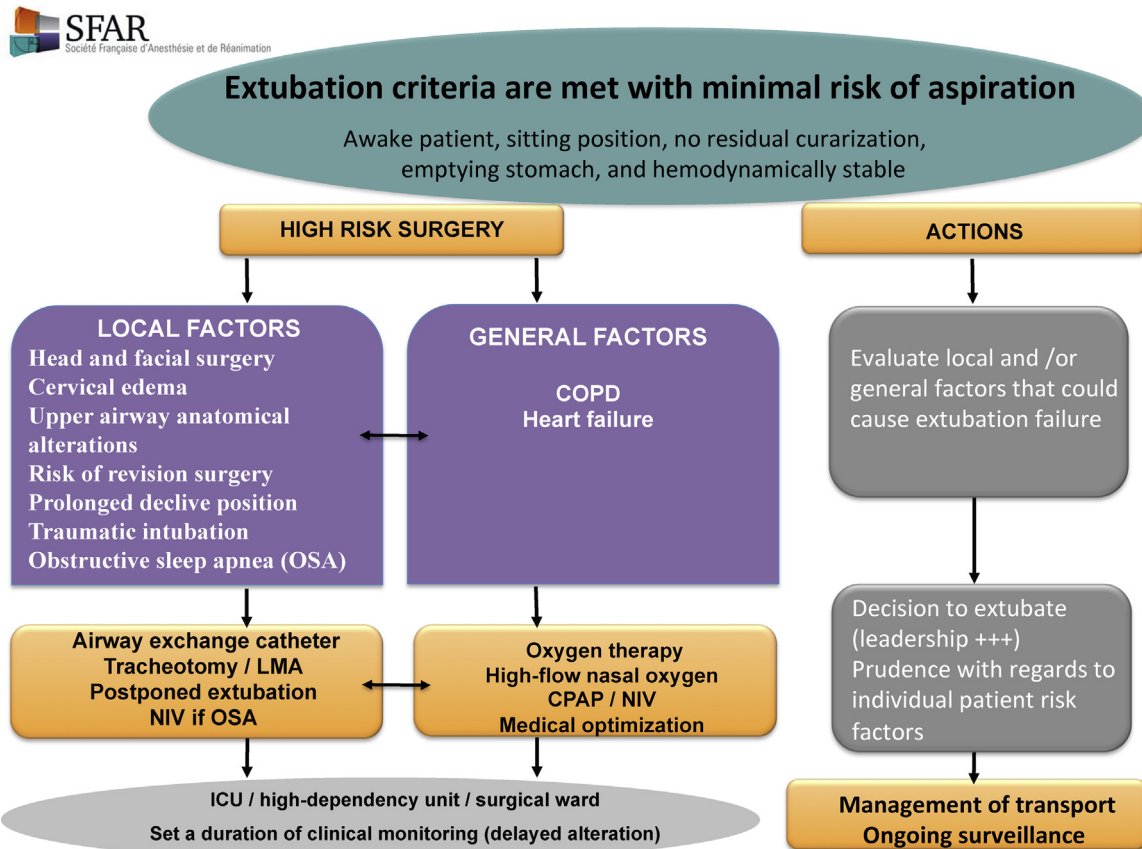 SFAR
Société Française d'Anesthésie et de Réanimation
Extubation criteria are met with minimal risk of aspiration
Awake patient, sitting position, no residual curarization,
emptying stomach, and hemodynamically stable
HIGH RISK SURGERY
LOCAL FACTORS
Head and facial surgery
Cervical edema
Upper airway anatomical
alterations
Risk of revision surgery
Prolonged declive position
Traumatic intubation
Obstructive sleep apnea (OSA)
GENERAL FACTORS
COPD
Heart failure
Airway exchange catheter
Tracheotomy / LMA
Postponed extubation
NIV if OSA
Oxygen therapy
High-flow nasal oxygen
CPAP / NIV
Medical optimization
ICU / high-dependency unit / surgical ward
Set a duration of clinical monitoring (delayed alteration)
ACTIONS
Evaluate local and /or
general factors that could
cause extubation failure
Decision to extubate
(leadership +++)
Prudence with regards to
individual patient risk
factors
Management of transport
Ongoing surveillance